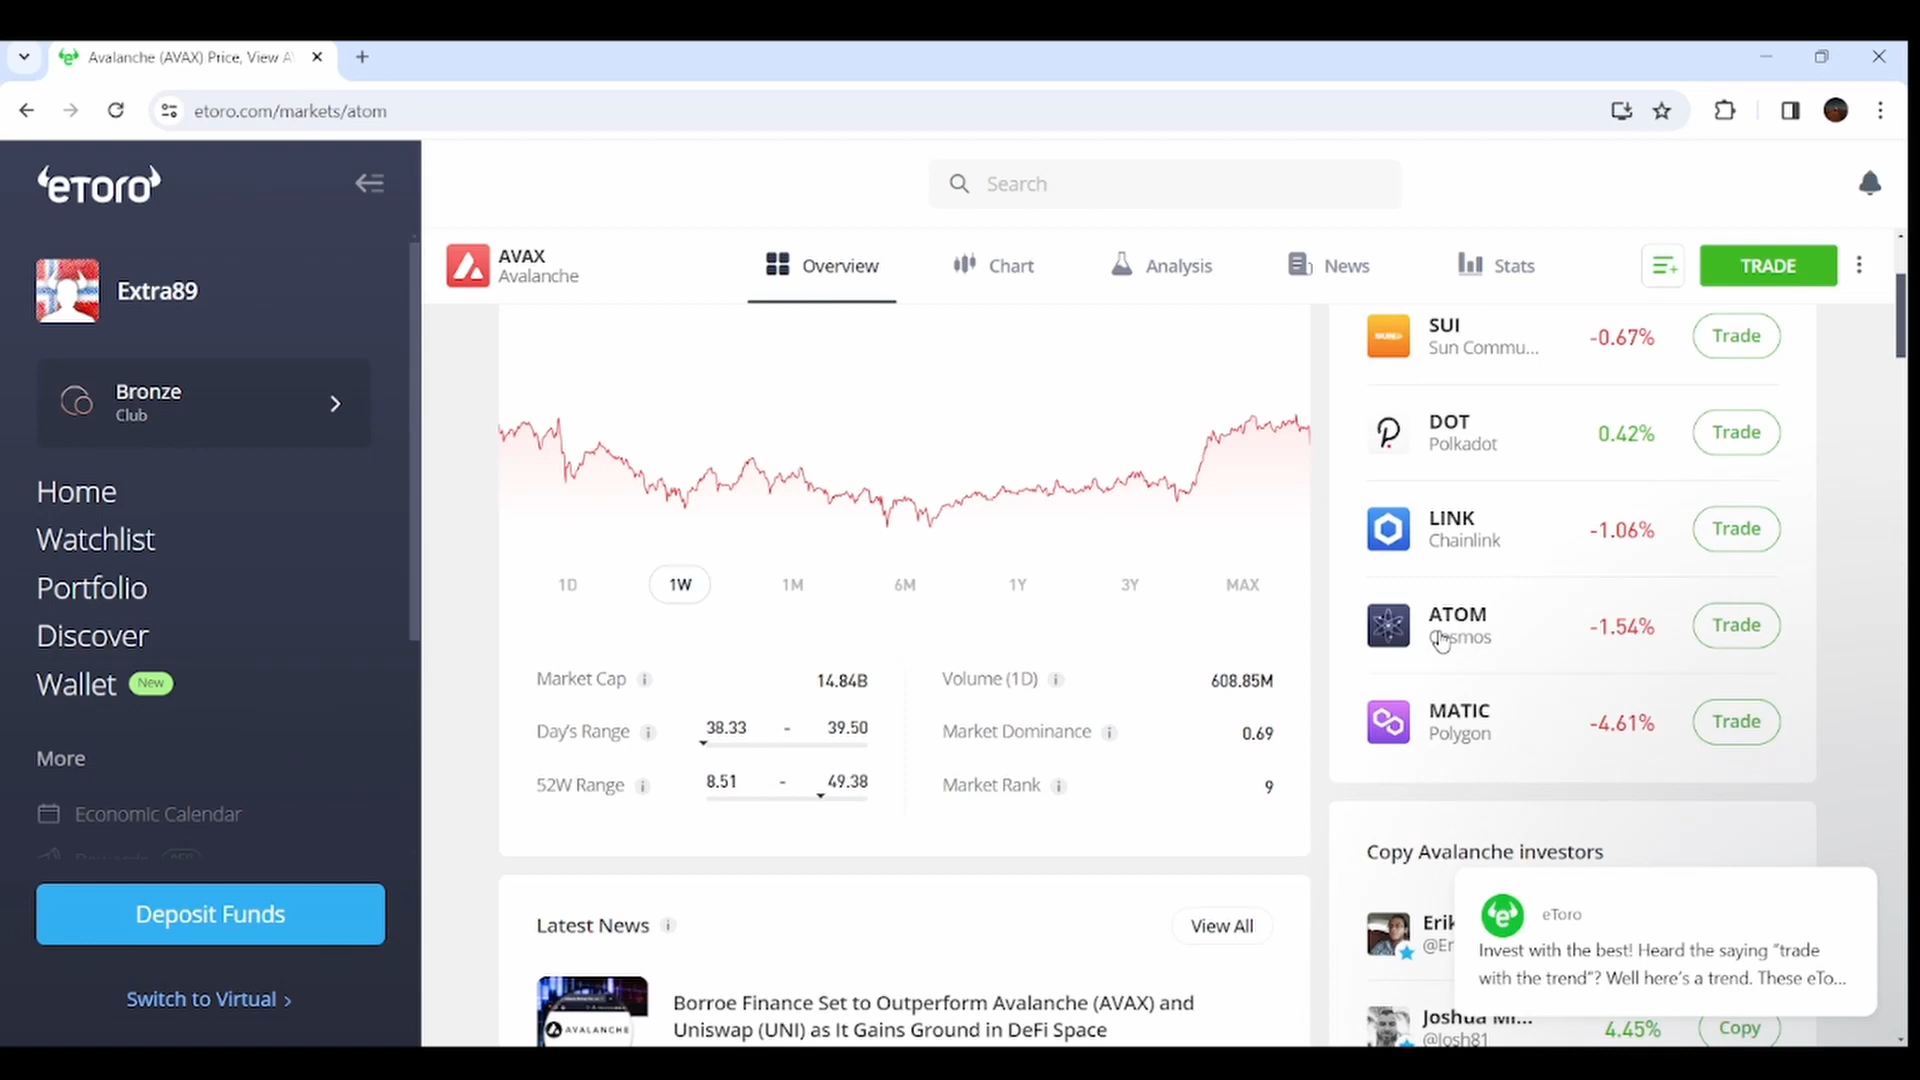 Avalanche (AVAX) Price, View A
etoro.com/markets/atom
eToro
Search
Extra89
Bronze
Club
Home
Watchlist
Portfolio
Discover
Wallet New
More
Economic Calendar
Deposit Funds
Switch to Virtual >
AVAX
Avalanche
Overview
Chart
Analysis
News
Stats
TRADE
1D
1W
1M
6M
1Y
3Y
MAX
Market Cap 14.84B
Day's Range 38.33 - 39.50
52W Range 8.51 - 49.38
Volume (1D) 608.85M
Market Dominance 0.69
Market Rank 9
Latest News
View All
AVALANCHE
Borroe Finance Set to Outperform Avalanche (AVAX) and
Uniswap (UNI) as It Gains Ground in DeFi Space
SUI
Sun Commu...
-0.67%
Trade
DOT
Polkadot
0.42%
Trade
LINK
Chainlink
-1.06%
Trade
ATOM
Cosmos
-1.54%
Trade
MATIC
Polygon
-4.61%
Trade
Copy Avalanche investors
Erik
@Er
Joshua Mi...
@Josh81
4.45%
Copy
eToro
Invest with the best! Heard the saying "trade
with the trend"? Well here's a trend. These eTo...